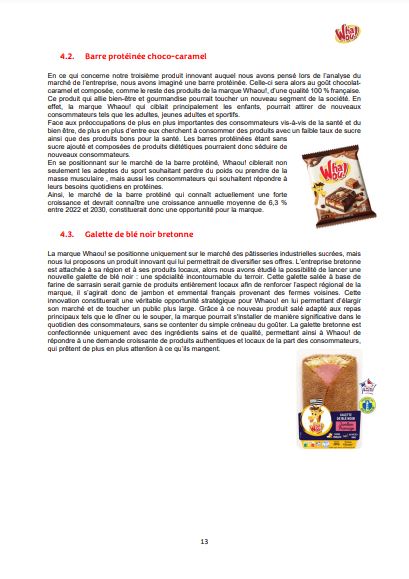 Wha
ou!
4.2. Barre protéinée choco-caramel
En ce qui concerne notre troisième produit innovant auquel nous avons pensé lors de l'analyse du
marché de l'entreprise, nous avons imaginé une barre protéinée. Celle-ci sera alors au goût chocolat-
caramel et composée, comme le reste des produits de la marque Whaou!, d'une qualité 100 % française.
Ce produit qui allie bien-être et gourmandise pourrait toucher un nouveau segment de la société. En
effet, la marque Whaou! qui ciblait principalement les enfants, pourrait attirer de nouveaux
consommateurs tels que les adultes, jeunes adultes et sportifs.
Face aux préoccupations de plus en plus importantes des consommateurs vis-à-vis de la santé et du
bien être, de plus en plus d'entre eux cherchent à consommer des produits avec un faible taux de sucre
ainsi que des produits bons pour la santé. Les barres protéinées étant sans
sucre ajouté et composées de produits diététiques pourraient donc séduire de
nouveaux consommateurs.
En se positionnant sur le marché de la barre protéiné, Whaou! ciblerait non
seulement les adeptes du sport souhaitant perdre du poids ou prendre de la
masse musculaire , mais aussi les consommateurs qui souhaitent répondre à
leurs besoins quotidiens en protéines.
Ainsi, le marché de la barre protéiné qui connaît actuellement une forte
croissance et devrait connaître une croissance annuelle moyenne de 6,3 %
entre 2022 et 2030, constituerait donc une opportunité pour la marque.
Wha
ou!
4.3. Galette de blé noir bretonne
La marque Whaou! se positionne uniquement sur le marché des pâtisseries industrielles sucrées, mais
nous lui proposons un produit innovant qui lui permettrait de diversifier ses offres. L'entreprise bretonne
est attachée à sa région et à ses produits locaux, alors nous avons étudié la possibilité de lancer une
nouvelle galette de blé noir : une spécialité incontournable du terroir. Cette galette salée à base de
farine de sarrasin serait garnie de produits entièrement locaux afin de renforcer l'aspect régional de la
marque, il s'agirait donc de jambon et emmental français provenant des fermes voisines. Cette
innovation constituerait une véritable opportunité stratégique pour Whaou! en lui permettant d'élargir
son marché et de toucher un public plus large. Grâce à ce nouveau produit salé adapté aux repas
principaux tels que le dîner ou le souper, la marque pourrait s'installer de manière significative dans le
quotidien des consommateurs, sans se contenter du simple créneau du goûter. La galette bretonne est
confectionnée uniquement avec des ingrédients sains et de qualité, permettant ainsi à Whaou! de
répondre à une demande croissante de produits authentiques et locaux de la part des consommateurs,
qui prêtent de plus en plus attention à ce qu'ils mangent.
GALETTE
DE BLÉ NOIR
13